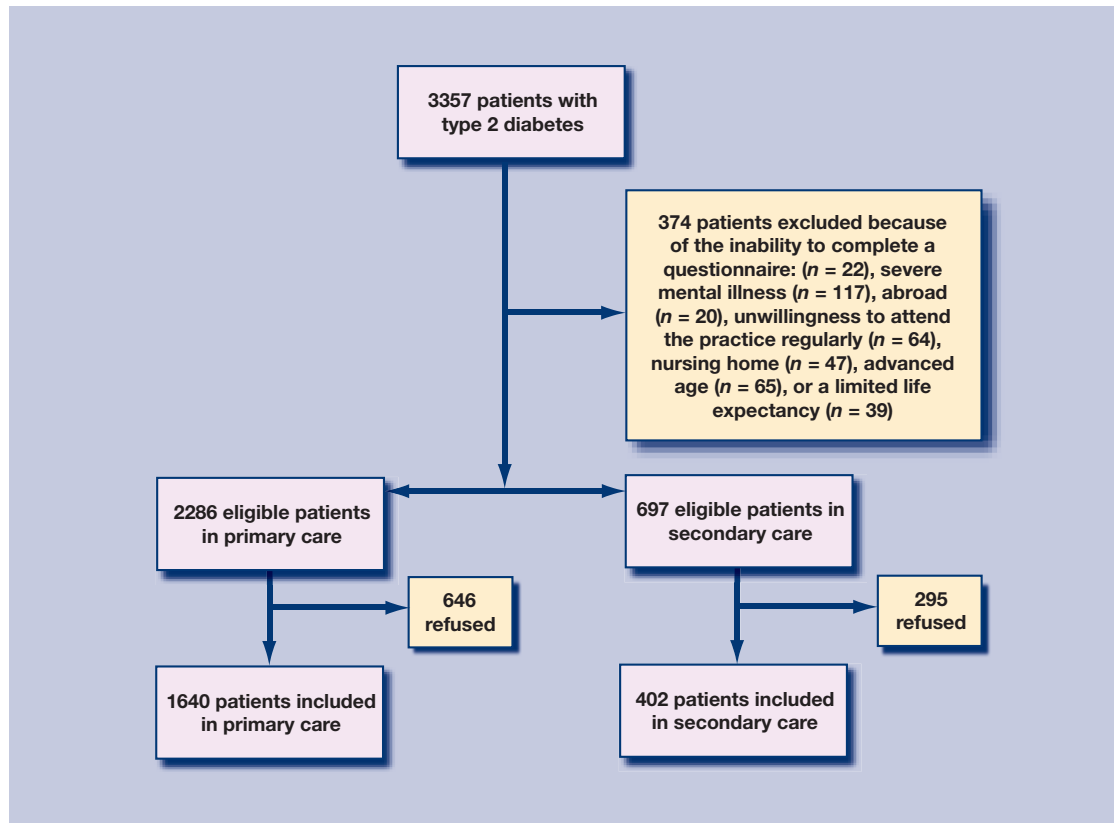 3357 patients with
type 2 diabetes
374 patients excluded because
of the inability to complete a
questionnaire: (n = 22), severe
mental illness (n = 117), abroad
(n = 20), unwillingness to attend
the practice regularly (n = 64),
nursing home (n = 47), advanced
age (n = 65), or a limited life
expectancy (n = 39)
2286 eligible patients
in primary care
697 eligible patients in
secondary care
646
refused
295
refused
1640 patients included
in primary care
402 patients included
in secondary care